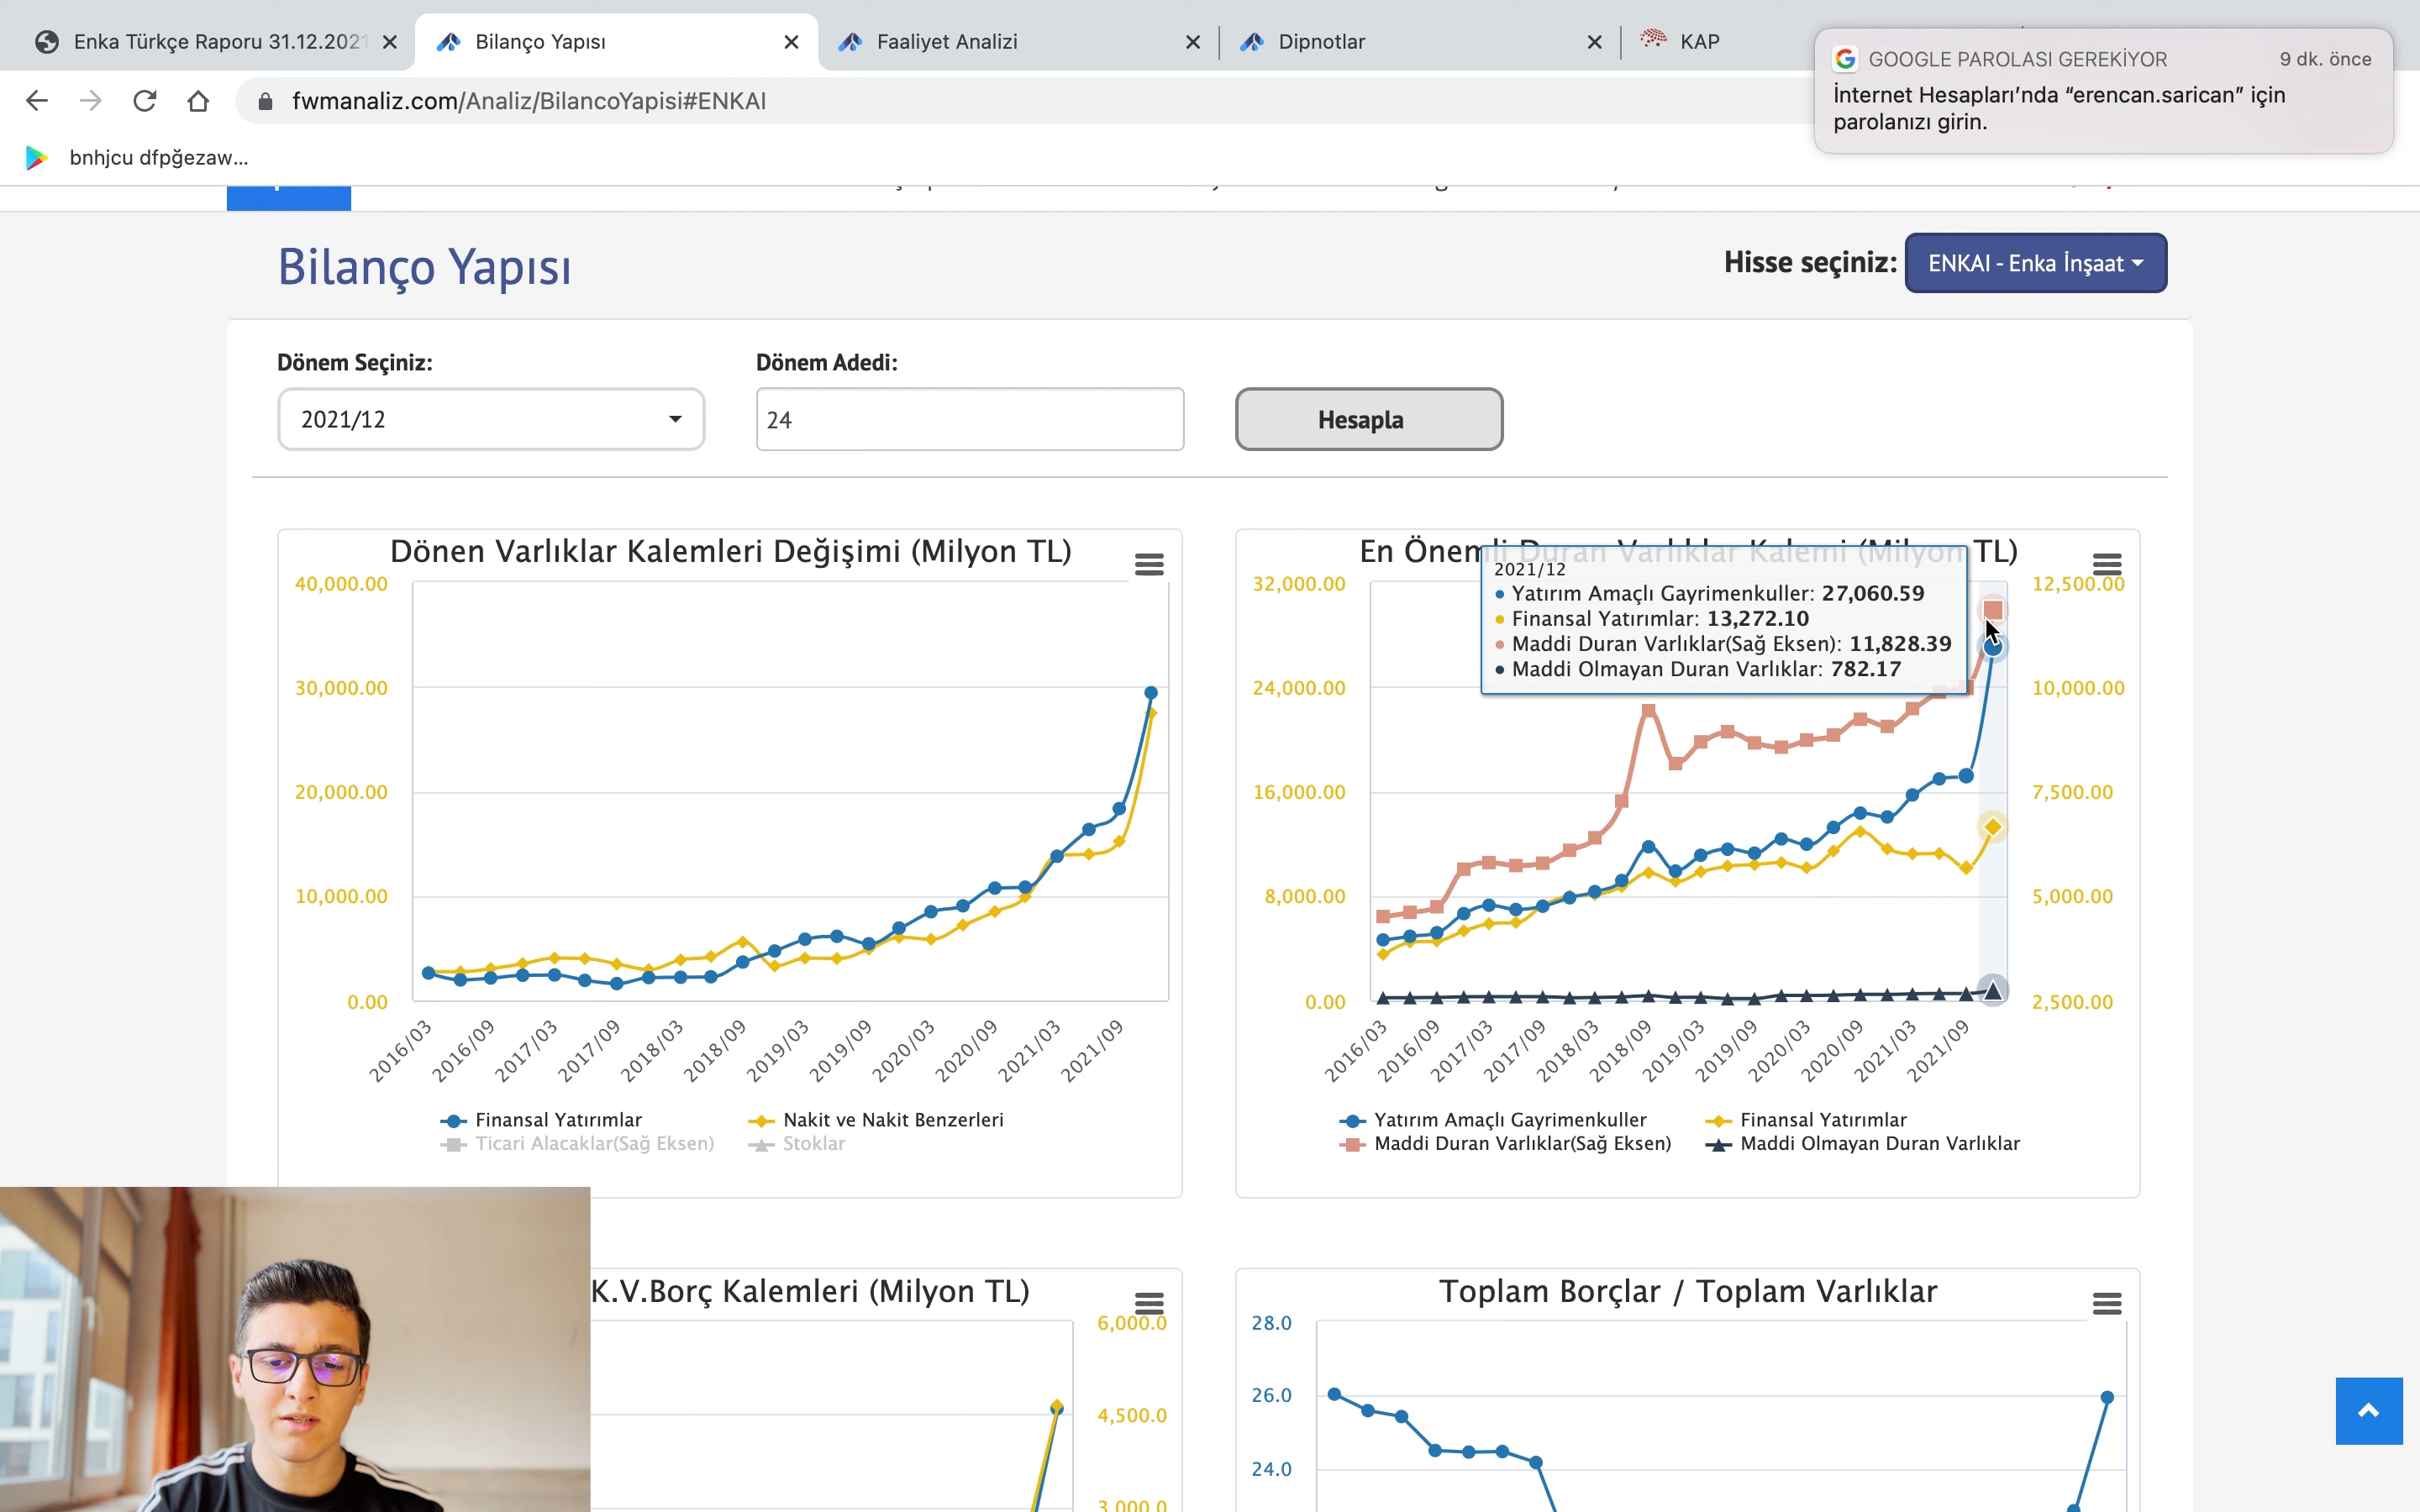 Enka Türkçe Raporu 31.12.2021
Bilanço Yapısı
Faaliyet Analizi
Dipnotlar
KAP
GOOGLE PAROLASI GEREKİYOR
9 dk. önce
İnternet Hesapları'nda “erencan.sarican” için
parolanızı girin.
fwmanaliz.com/Analiz/BilancoYapisi#ENKAI
bnhjcu dfpğezaw...
Bilanço Yapısı
Hisse seçiniz:
ENKAI - Enka İnşaat
Dönem Seçiniz:
Dönem Adedi:
2021/12
24
Hesapla
Dönen Varlıklar Kalemleri Değişimi (Milyon TL)
40,000.00
30,000.00
20,000.00
10,000.00
0.00
2016/03
2016/09
2017/03
2017/09
2018/03
2018/09
2019/03
2019/09
2020/03
2020/09
2021/03
2021/09
Finansal Yatırımlar
Nakit ve Nakit Benzerleri
Ticari Alacaklar(Sağ Eksen)
Stoklar
En Önemli Duran Varlıklar Kalemi (Milyon TL)
2021/12
Yatırım Amaçlı Gayrimenkuller: 27,060.59
Finansal Yatırımlar: 13,272.10
Maddi Duran Varlıklar(Sağ Eksen): 11,828.39
Maddi Olmayan Duran Varlıklar: 782.17
32,000.00
24,000.00
16,000.00
8,000.00
0.00
12,500.00
10,000.00
7,500.00
5,000.00
2,500.00
2016/03
2016/09
2017/03
2017/09
2018/03
2018/09
2019/03
2019/09
2020/03
2020/09
2021/03
2021/09
Yatırım Amaçlı Gayrimenkuller
Finansal Yatırımlar
Maddi Duran Varlıklar(Sağ Eksen)
Maddi Olmayan Duran Varlıklar
K.V.Borç Kalemleri (Milyon TL)
6,000.0
4,500.0
3,000.0
Toplam Borçlar / Toplam Varlıklar
28.0
26.0
24.0